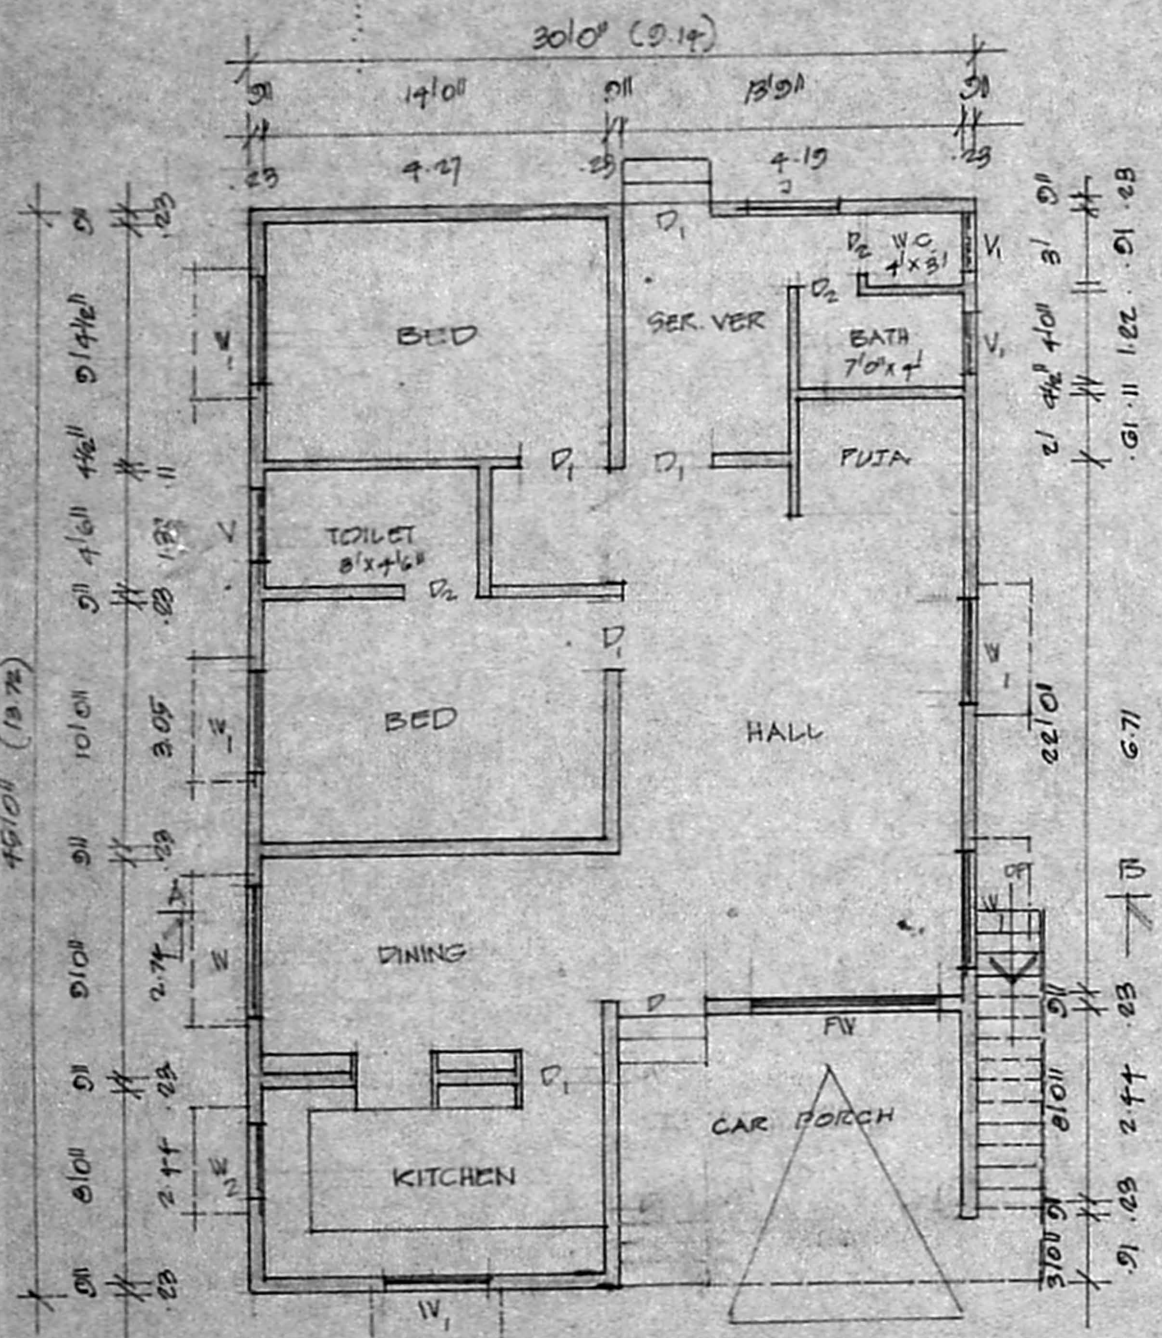 30'0" (9.14)
9" 14'0" 9" 13'9" 9"
.23 4.27 .23 4.19 .23
J
D1
D2 W.C. V1
4'x3'
D2
BED SER. VER BATH V1
7'0"x4'
PUJA
D1 D1
V TOILET
8'x4'6"
D2
D
BED HALL
W1
DINING
UP
W
D
FW
D1
CAR PORCH
KITCHEN
W2
W1
45'0" (13.72)
9" 9'4½" 4½" 4'6" 9" 10'0" 9" 9'0" 9" 8'0" 9"
.23 .11 .23 3.05 .23 2.74 .23 2.44 .23
9" 3' 4'0" 4½" 2' 22'0" 9" 8'0" 9" 3'0"
.23 .91 1.22 .11 .61 6.71 .23 2.44 .23 .91